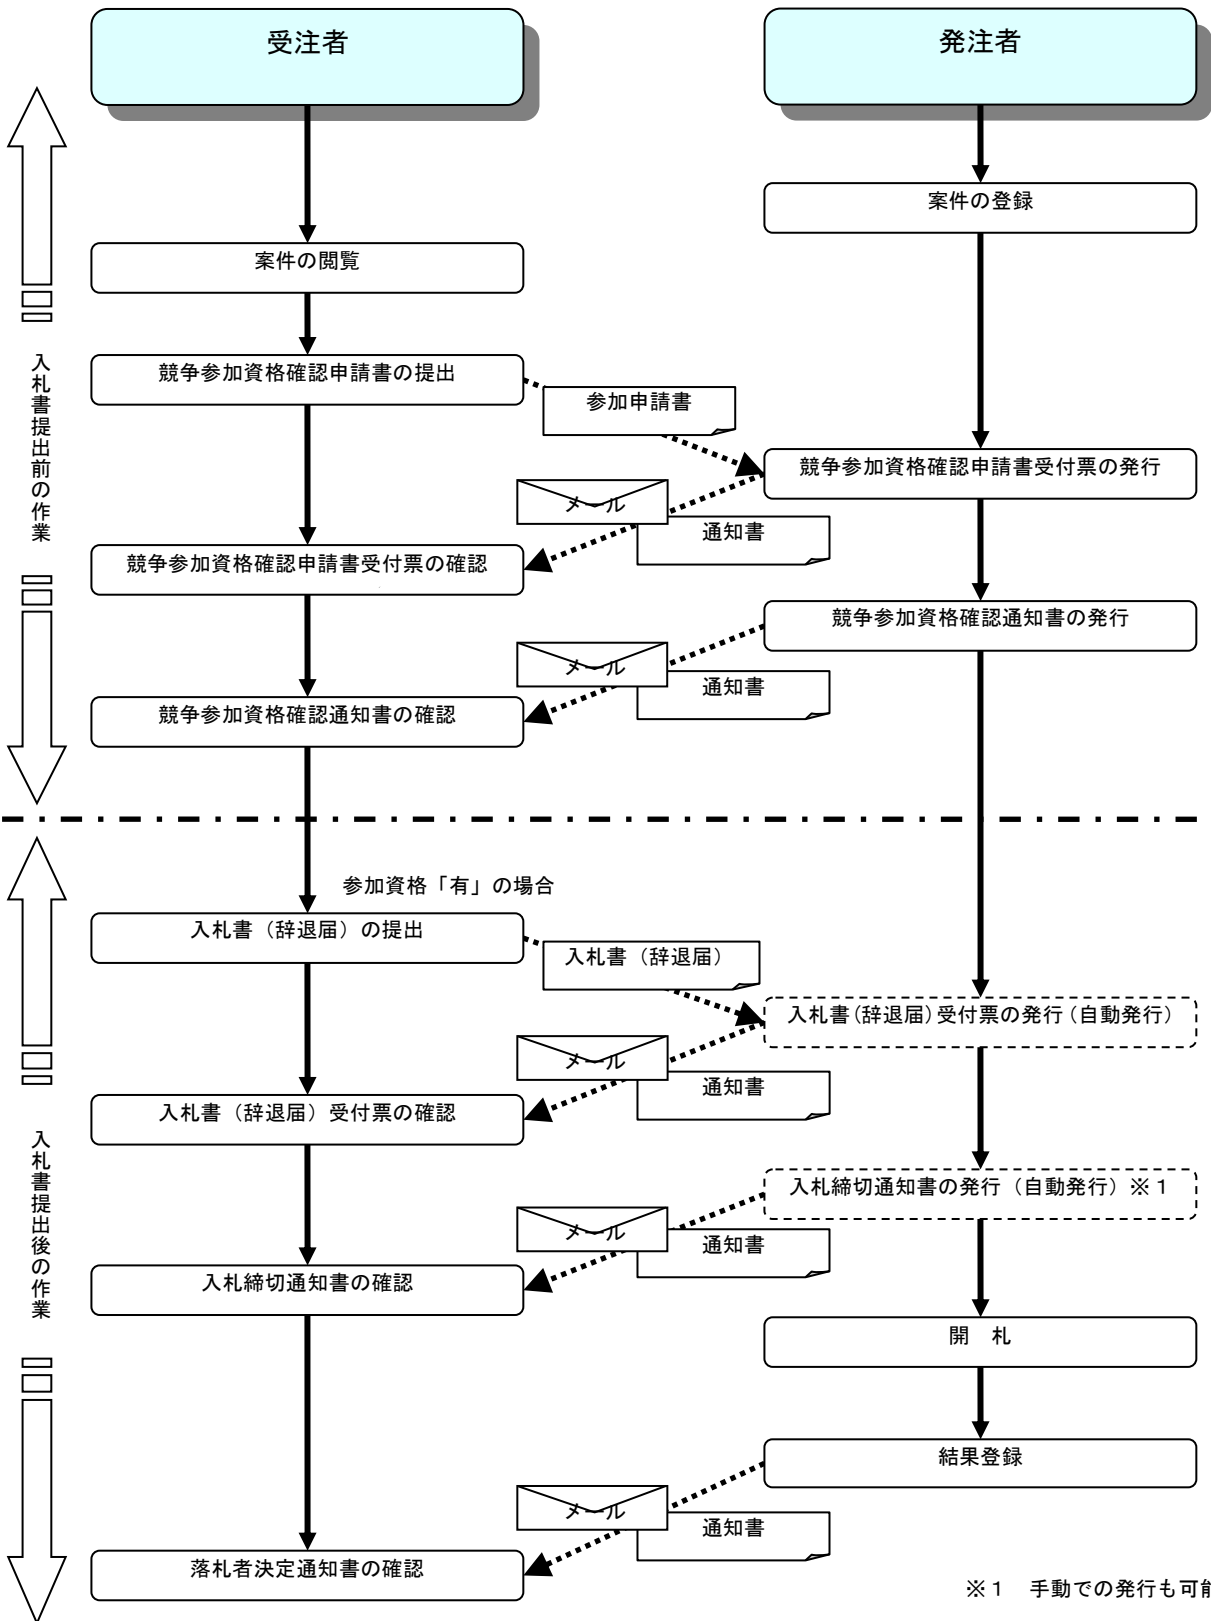 受注者
発注者
案件の登録
案件の閲覧
競争参加資格確認申請書の提出
参加申請書
競争参加資格確認申請書受付票の発行
メール
通知書
競争参加資格確認申請書受付票の確認
競争参加資格確認通知書の発行
メール
通知書
競争参加資格確認通知書の確認
入札書提出前の作業
参加資格「有」の場合
入札書（辞退届）の提出
入札書（辞退届）
入札書(辞退届)受付票の発行(自動発行)
メール
通知書
入札書（辞退届）受付票の確認
入札締切通知書の発行（自動発行）※１
メール
通知書
入札締切通知書の確認
開　札
結果登録
メール
通知書
落札者決定通知書の確認
入札書提出後の作業
※１　手動での発行も可能